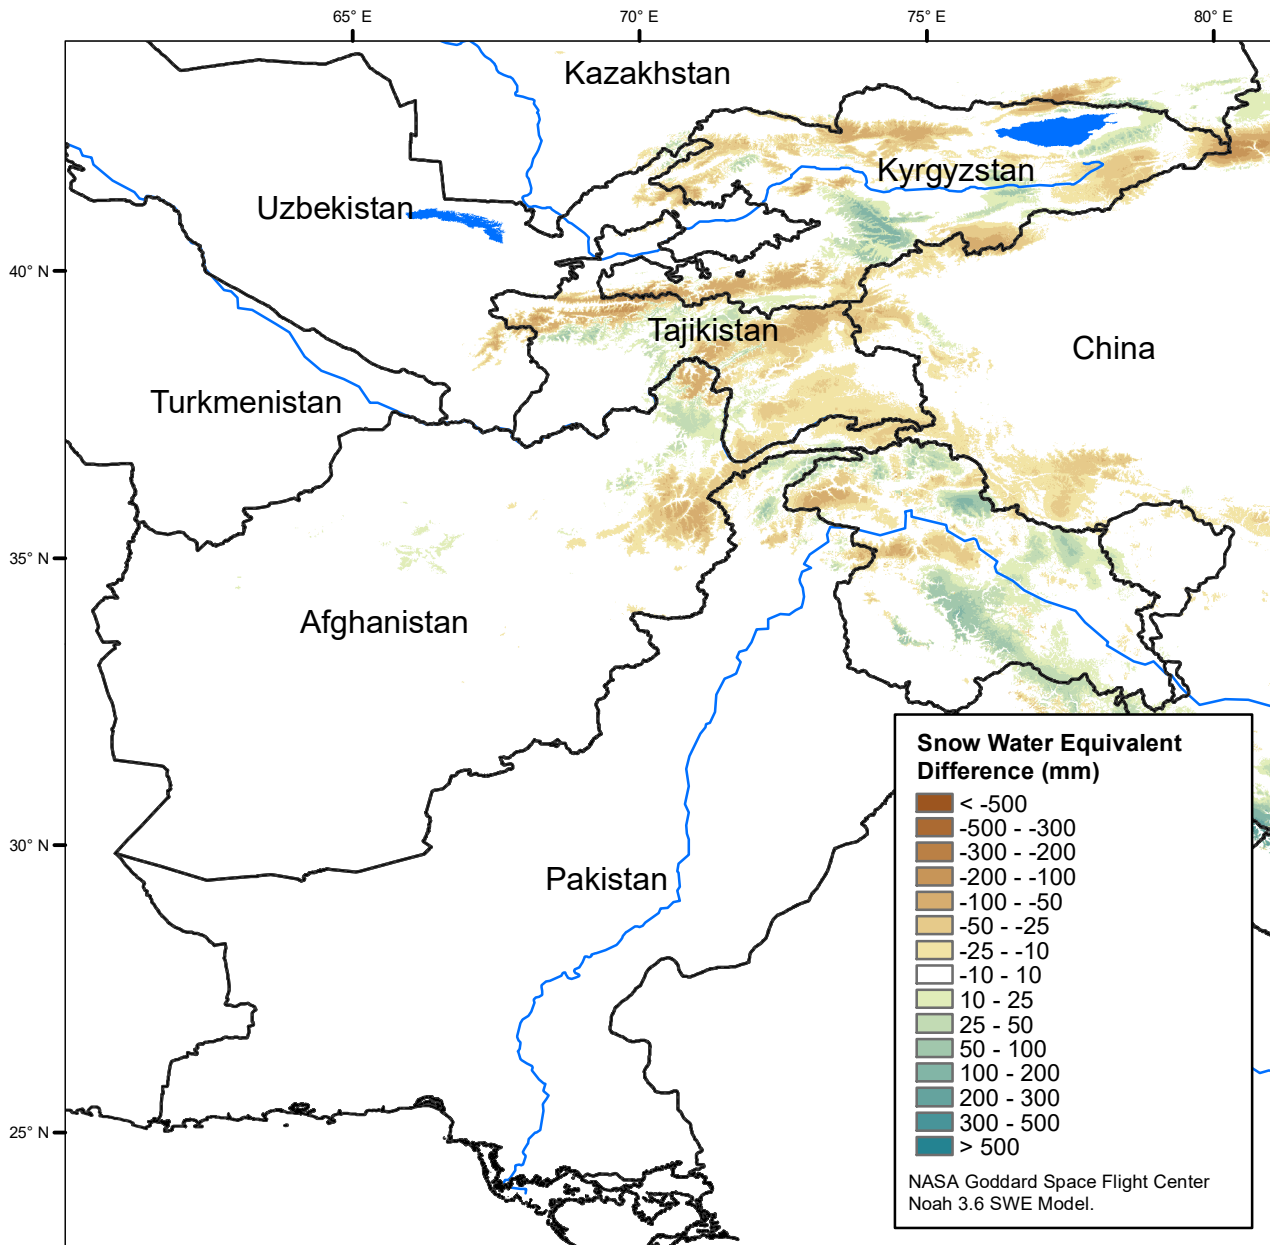 65° E
70° E
75° E
80° E
Kazakhstan
Kyrgyzstan
Uzbekistan
40° N
Tajikistan
China
Turkmenistan
35° N
Afghanistan
Snow Water Equivalent
Difference (mm)
< -500
-500 - -300
-300 - -200
-200 - -100
-100 - -50
-50 - -25
-25 - -10
-10 - 10
10 - 25
25 - 50
50 - 100
100 - 200
200 - 300
300 - 500
> 500
NASA Goddard Space Flight Center
Noah 3.6 SWE Model.
30° N
Pakistan
25° N